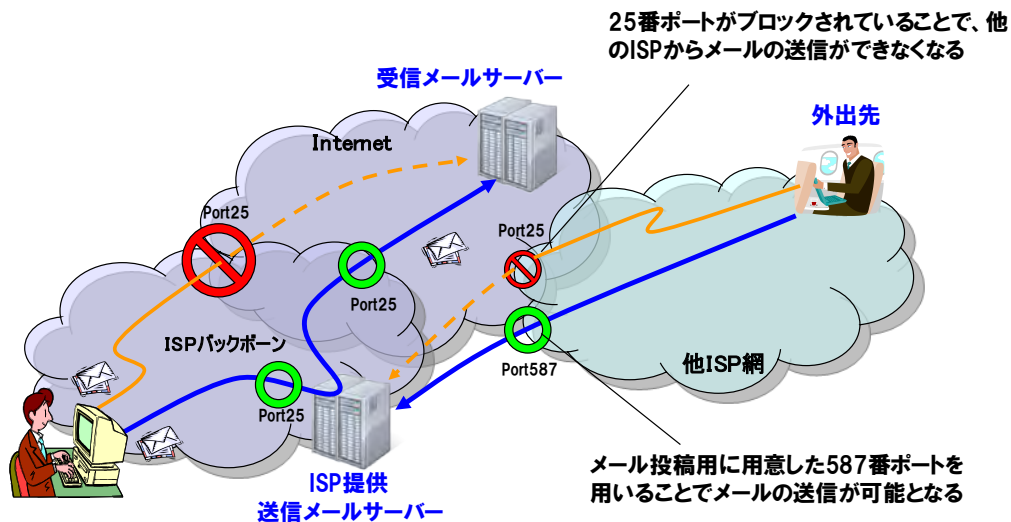 25番ポートがブロックされていることで、他
のISPからメールの送信ができなくなる
受信メールサーバー
外出先
Internet
Port25
Port25
Port25
ISPバックボーン
Port25
Port587
他ISP網
ISP提供
送信メールサーバー
メール投稿用に用意した587番ポートを
用いることでメールの送信が可能となる